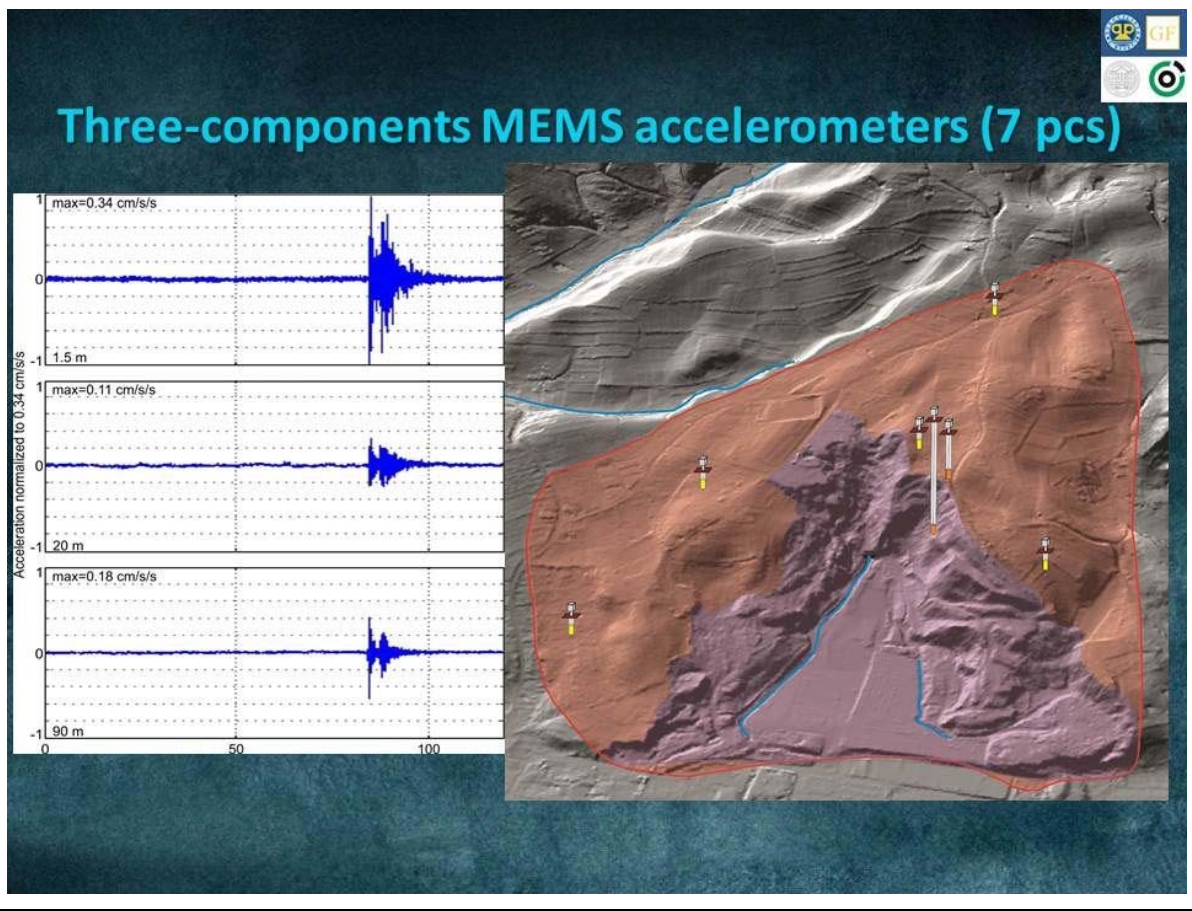 GF
Three-components MEMS accelerometers (7 pcs)
Acceleration normalized to 0.34 cm/s/s
1
max=0.34 cm/s/s
0
-1
1.5 m
1
max=0.11 cm/s/s
0
-1
20 m
1
max=0.18 cm/s/s
0
-1
90 m
0
50
100